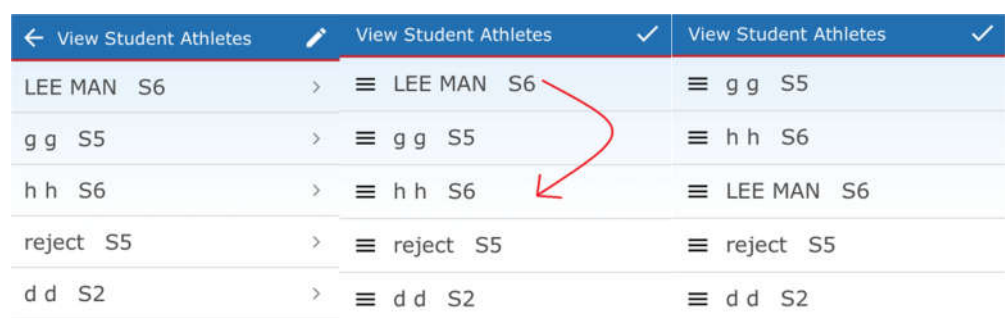 View Student Athletes
LEE MAN S6
g g S5
h h S6
reject S5
d d S2
View Student Athletes
LEE MAN S6
g g S5
h h S6
reject S5
d d S2
View Student Athletes
g g S5
h h S6
LEE MAN S6
reject S5
d d S2